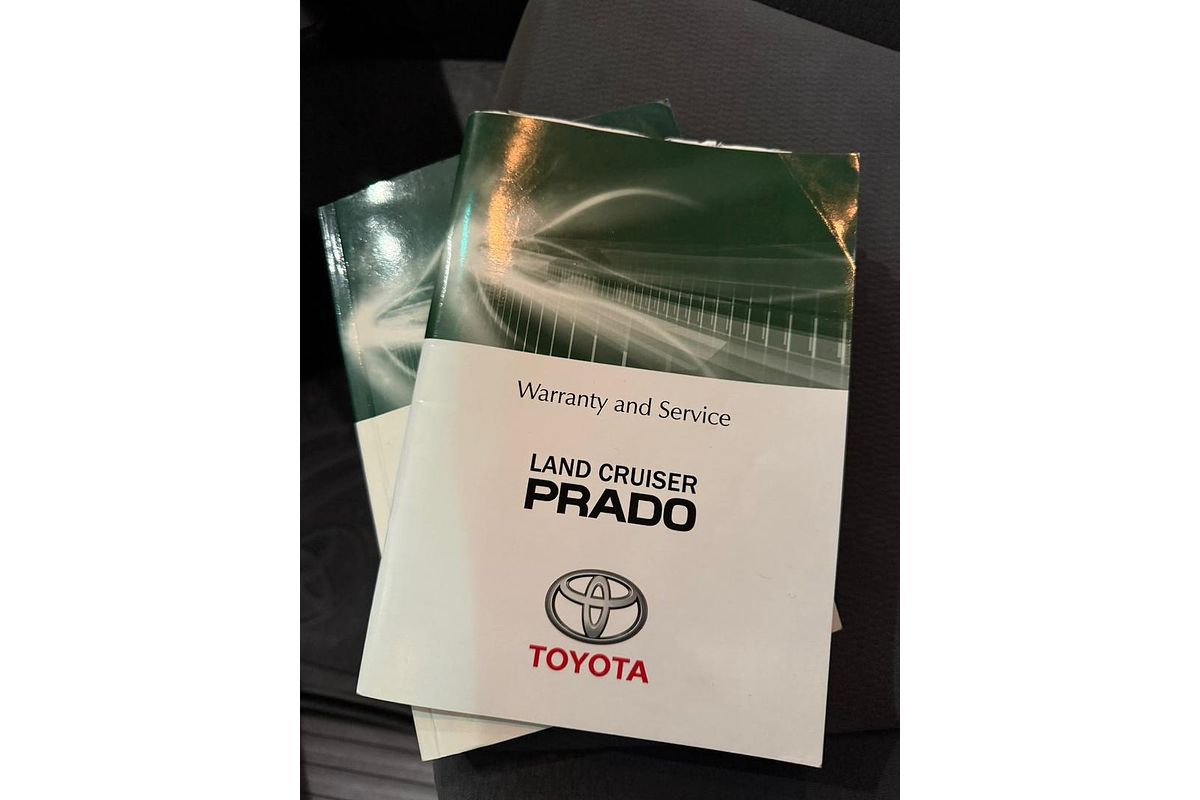 Warranty and Service
LAND CRUISER
PRADO
TOYOTA